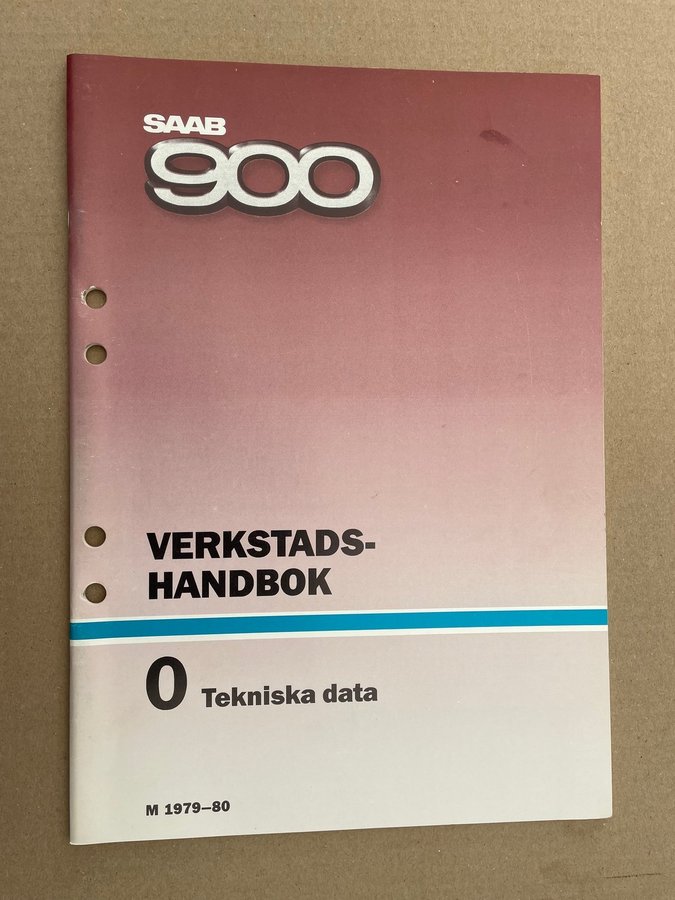 SAAB
900
VERKSTADS-
HANDBOK
0 Tekniska data
M 1979–80